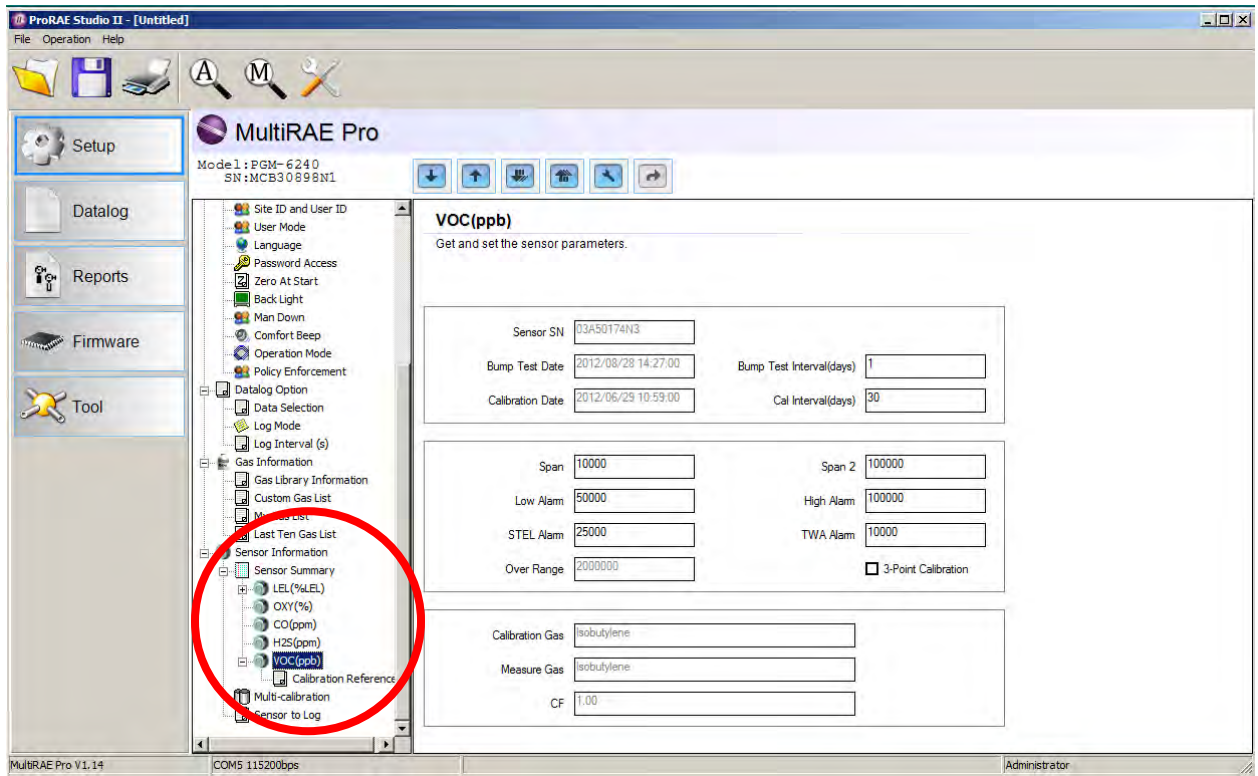 ProRAE Studio II - [Untitled]
File Operation Help
A M
Setup
Datalog
Reports
Firmware
Tool
MultiRAE Pro
Model:PGM-6240
SN:MCB30898N1
Site ID and User ID
User Mode
Language
Password Access
Zero At Start
Back Light
Man Down
Comfort Beep
Operation Mode
Policy Enforcement
Datalog Option
Data Selection
Log Mode
Log Interval (s)
Gas Information
Gas Library Information
Custom Gas List
List
Last Ten Gas List
Sensor Information
Sensor Summary
LEL(%LEL)
OXY(%)
CO(ppm)
H2S(ppm)
VOC(ppb)
Calibration Reference
Multi-calibration
Sensor to Log
VOC(ppb)
Get and set the sensor parameters.
Sensor SN 03A50174N3
Bump Test Date 2012/08/28 14:27:00 Bump Test Interval(days) 1
Calibration Date 2012/06/29 10:59:00 Cal Interval(days) 30
Span 10000 Span 2 100000
Low Alarm 50000 High Alarm 100000
STEL Alarm 25000 TWA Alarm 10000
Over Range 2000000 3-Point Calibration
Calibration Gas Isobutylene
Measure Gas Isobutylene
CF 1.00
MultiRAE Pro V1.14 COM5 115200bps Administrator